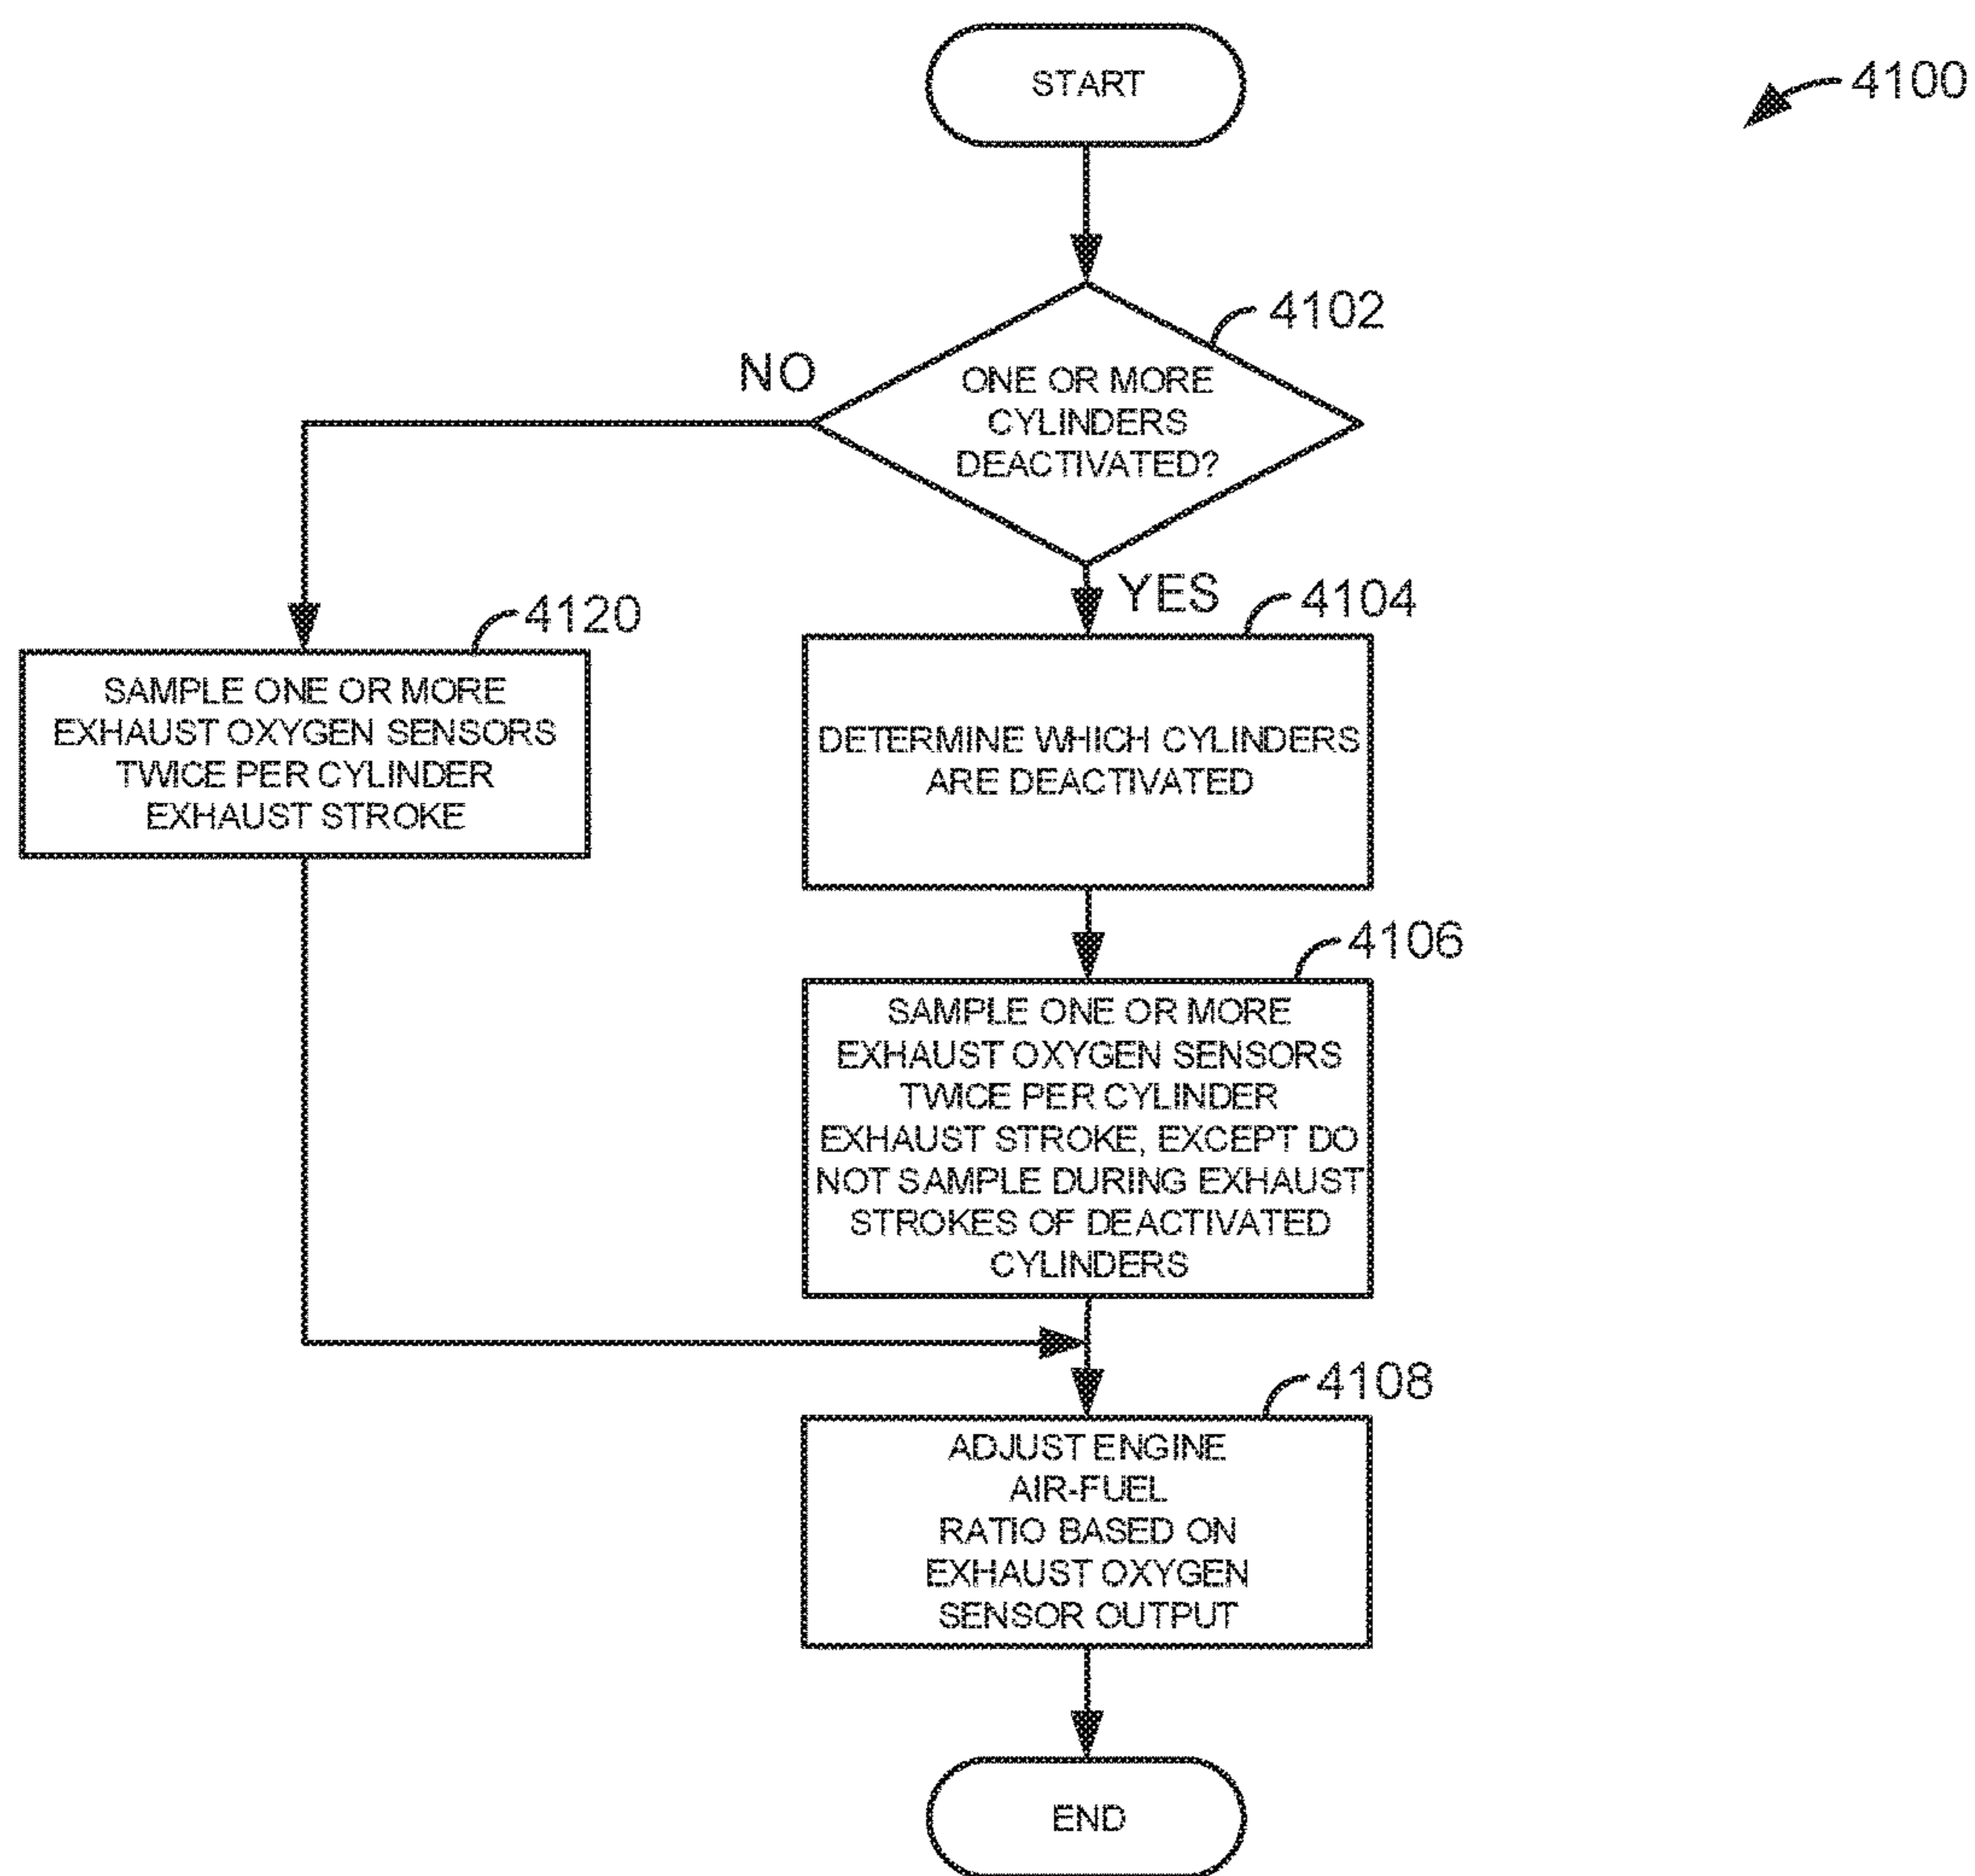 START
4100
4102
NO
ONE OR MORE
CYLINDERS
DEACTIVATED?
YES
4104
4120
SAMPLE ONE OR MORE
EXHAUST OXYGEN SENSORS
TWICE PER CYLINDER
EXHAUST STROKE
DETERMINE WHICH CYLINDERS
ARE DEACTIVATED
4106
SAMPLE ONE OR MORE
EXHAUST OXYGEN SENSORS
TWICE PER CYLINDER
EXHAUST STROKE, EXCEPT DO
NOT SAMPLE DURING EXHAUST
STROKES OF DEACTIVATED
CYLINDERS
4108
ADJUST ENGINE
AIR-FUEL
RATIO BASED ON
EXHAUST OXYGEN
SENSOR OUTPUT
END